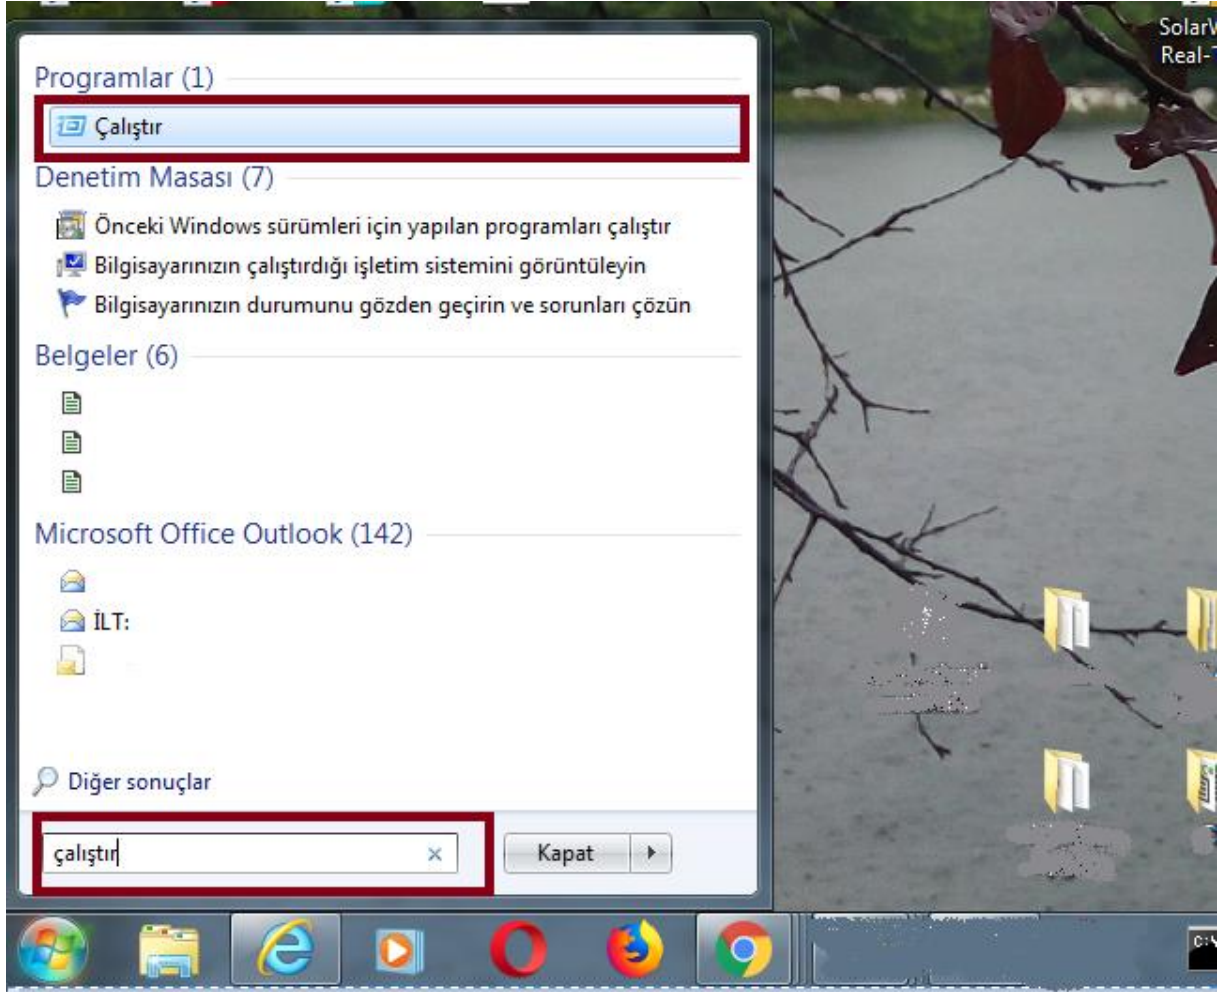 SolarW
Real-T
Programlar (1)
Çalıştır
Denetim Masası (7)
Önceki Windows sürümleri için yapılan programları çalıştır
Bilgisayarınızın çalıştırdığı işletim sistemini görüntüleyin
Bilgisayarınızın durumunu gözden geçirin ve sorunları çözün
Belgeler (6)
Microsoft Office Outlook (142)
İLT:
Diğer sonuçlar
çalıştır
Kapat
C:\